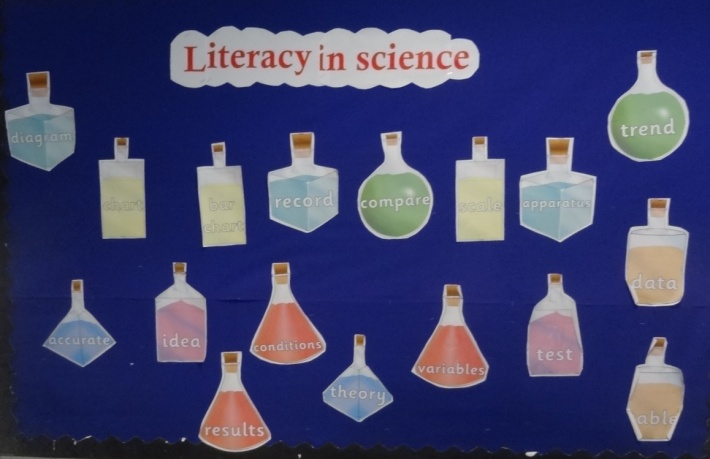 Literacy in science
diagram
trend
chart
bar
chart
record
compare
scale
apparatus
data
accurate
idea
conditions
theory
variables
test
results
able